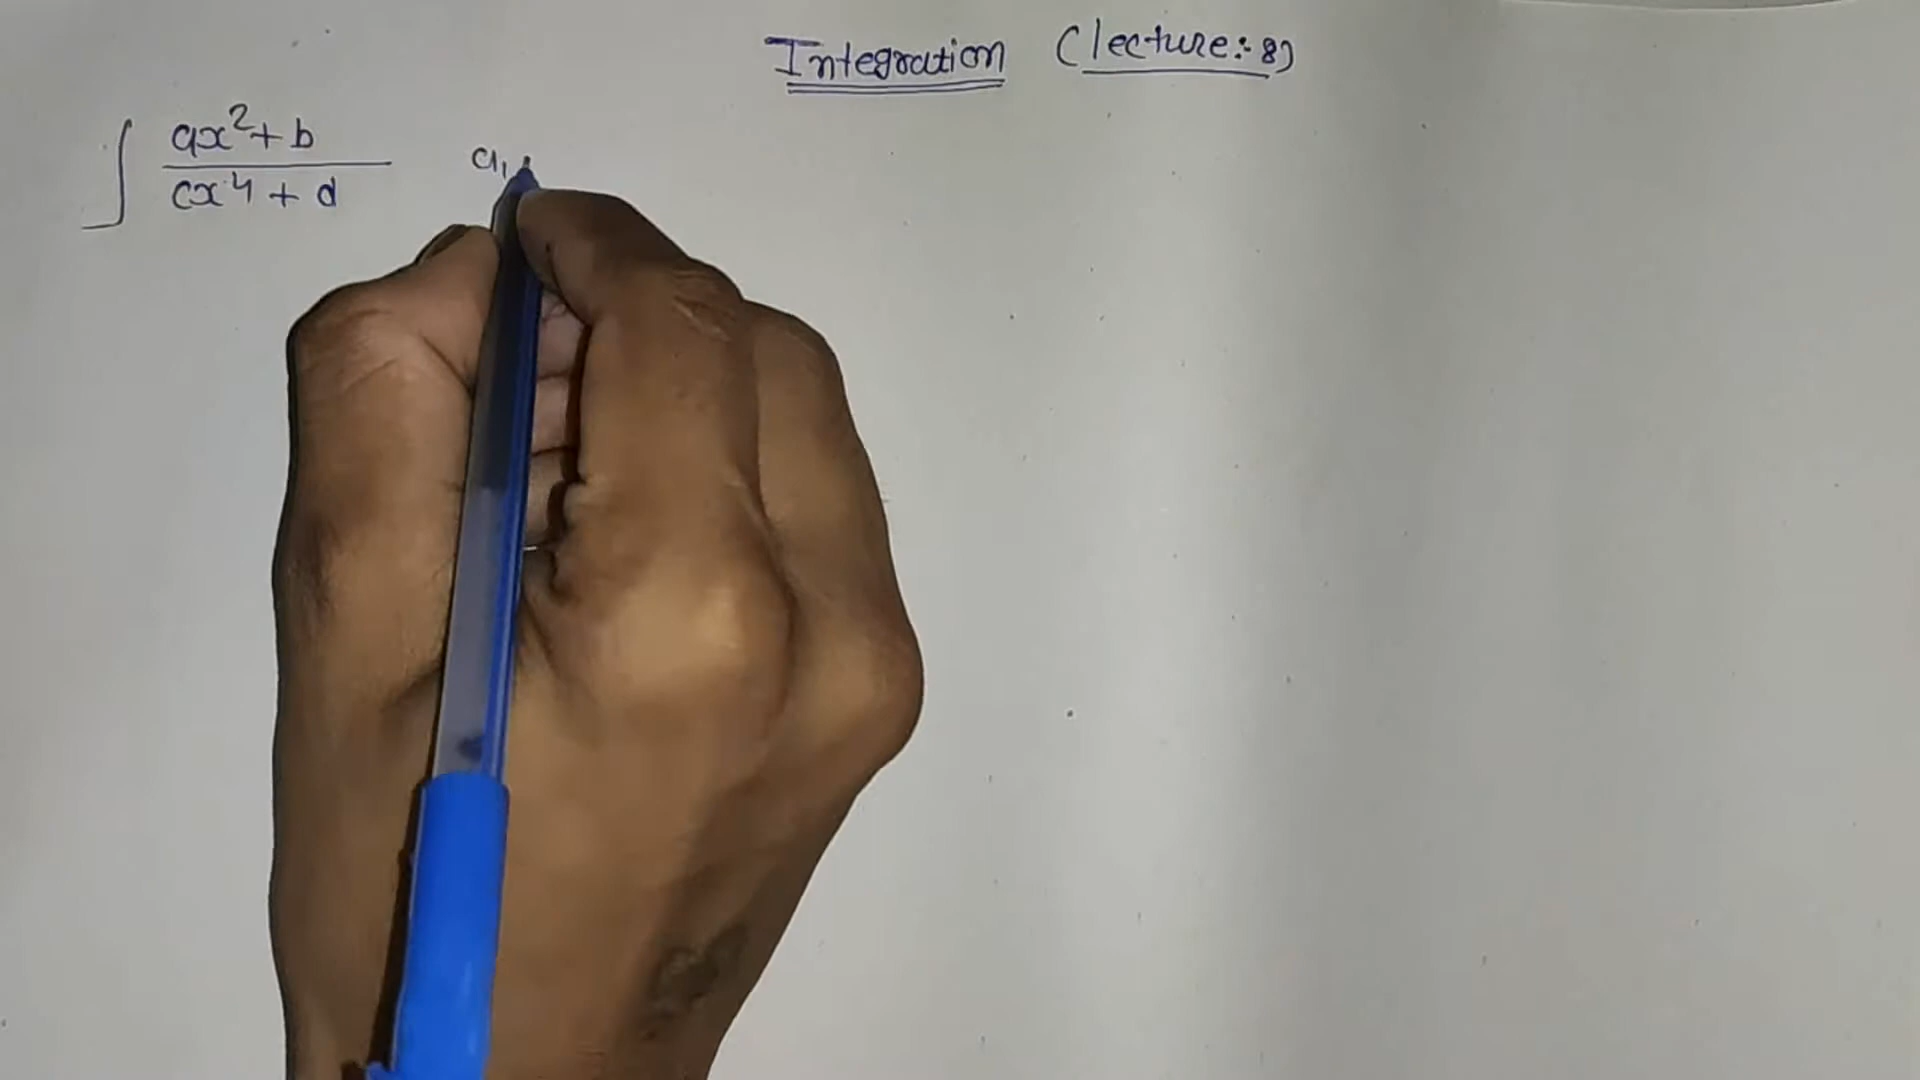 Integration (lecture:-8)
∫ ax²+b / cx⁴ + d
a,